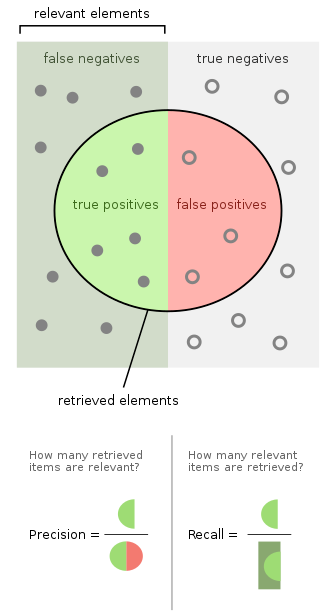 relevant elements
false negatives
true negatives
true positives
false positives
retrieved elements
How many retrieved
items are relevant?
Precision =
How many relevant
items are retrieved?
Recall =